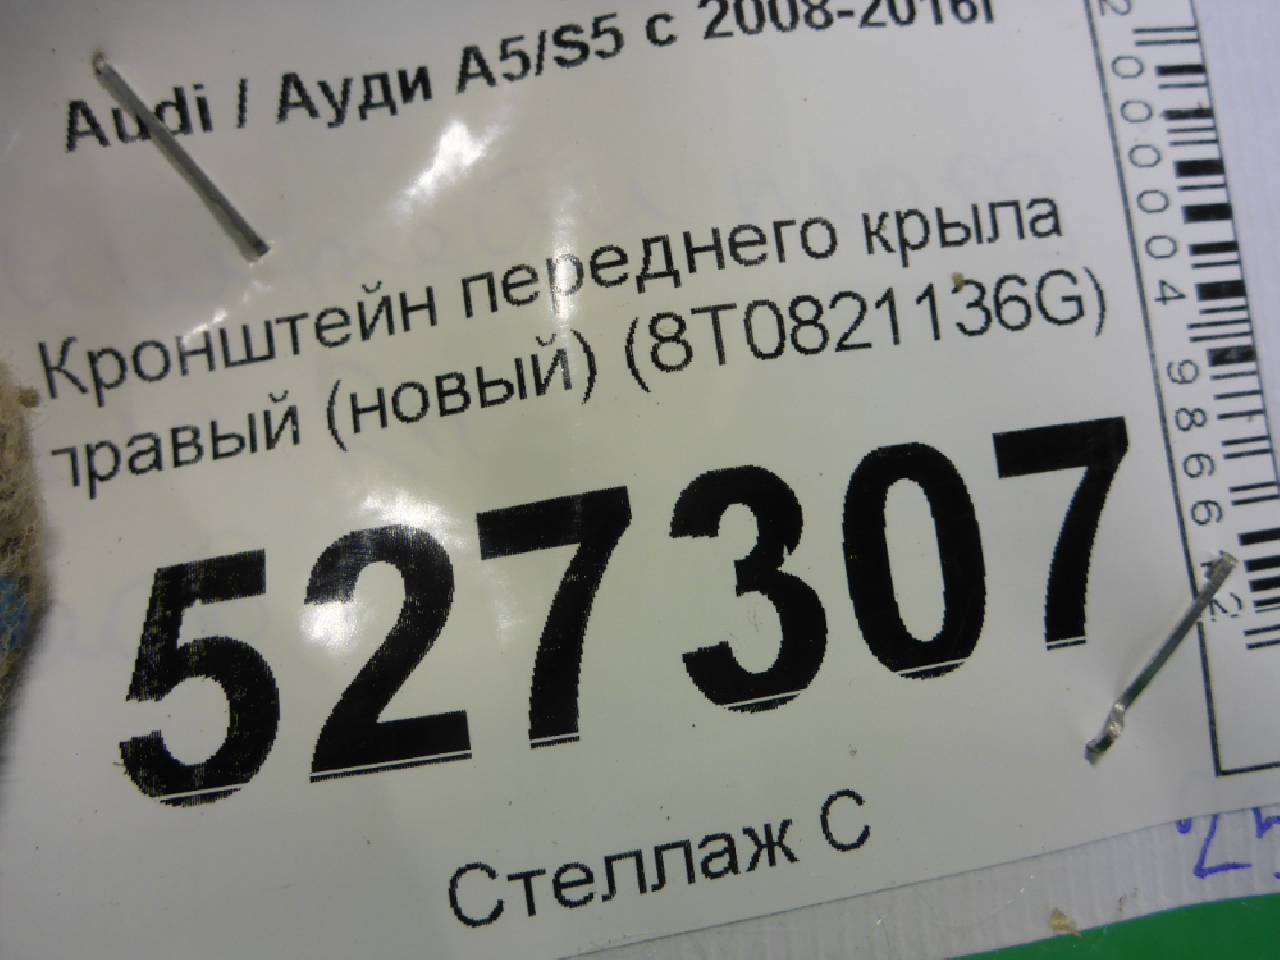 Audi / Ауди A5/S5 с 2008-2016г
Кронштейн переднего крыла
правый (новый) (8T0821136G)
527307
Стеллаж С